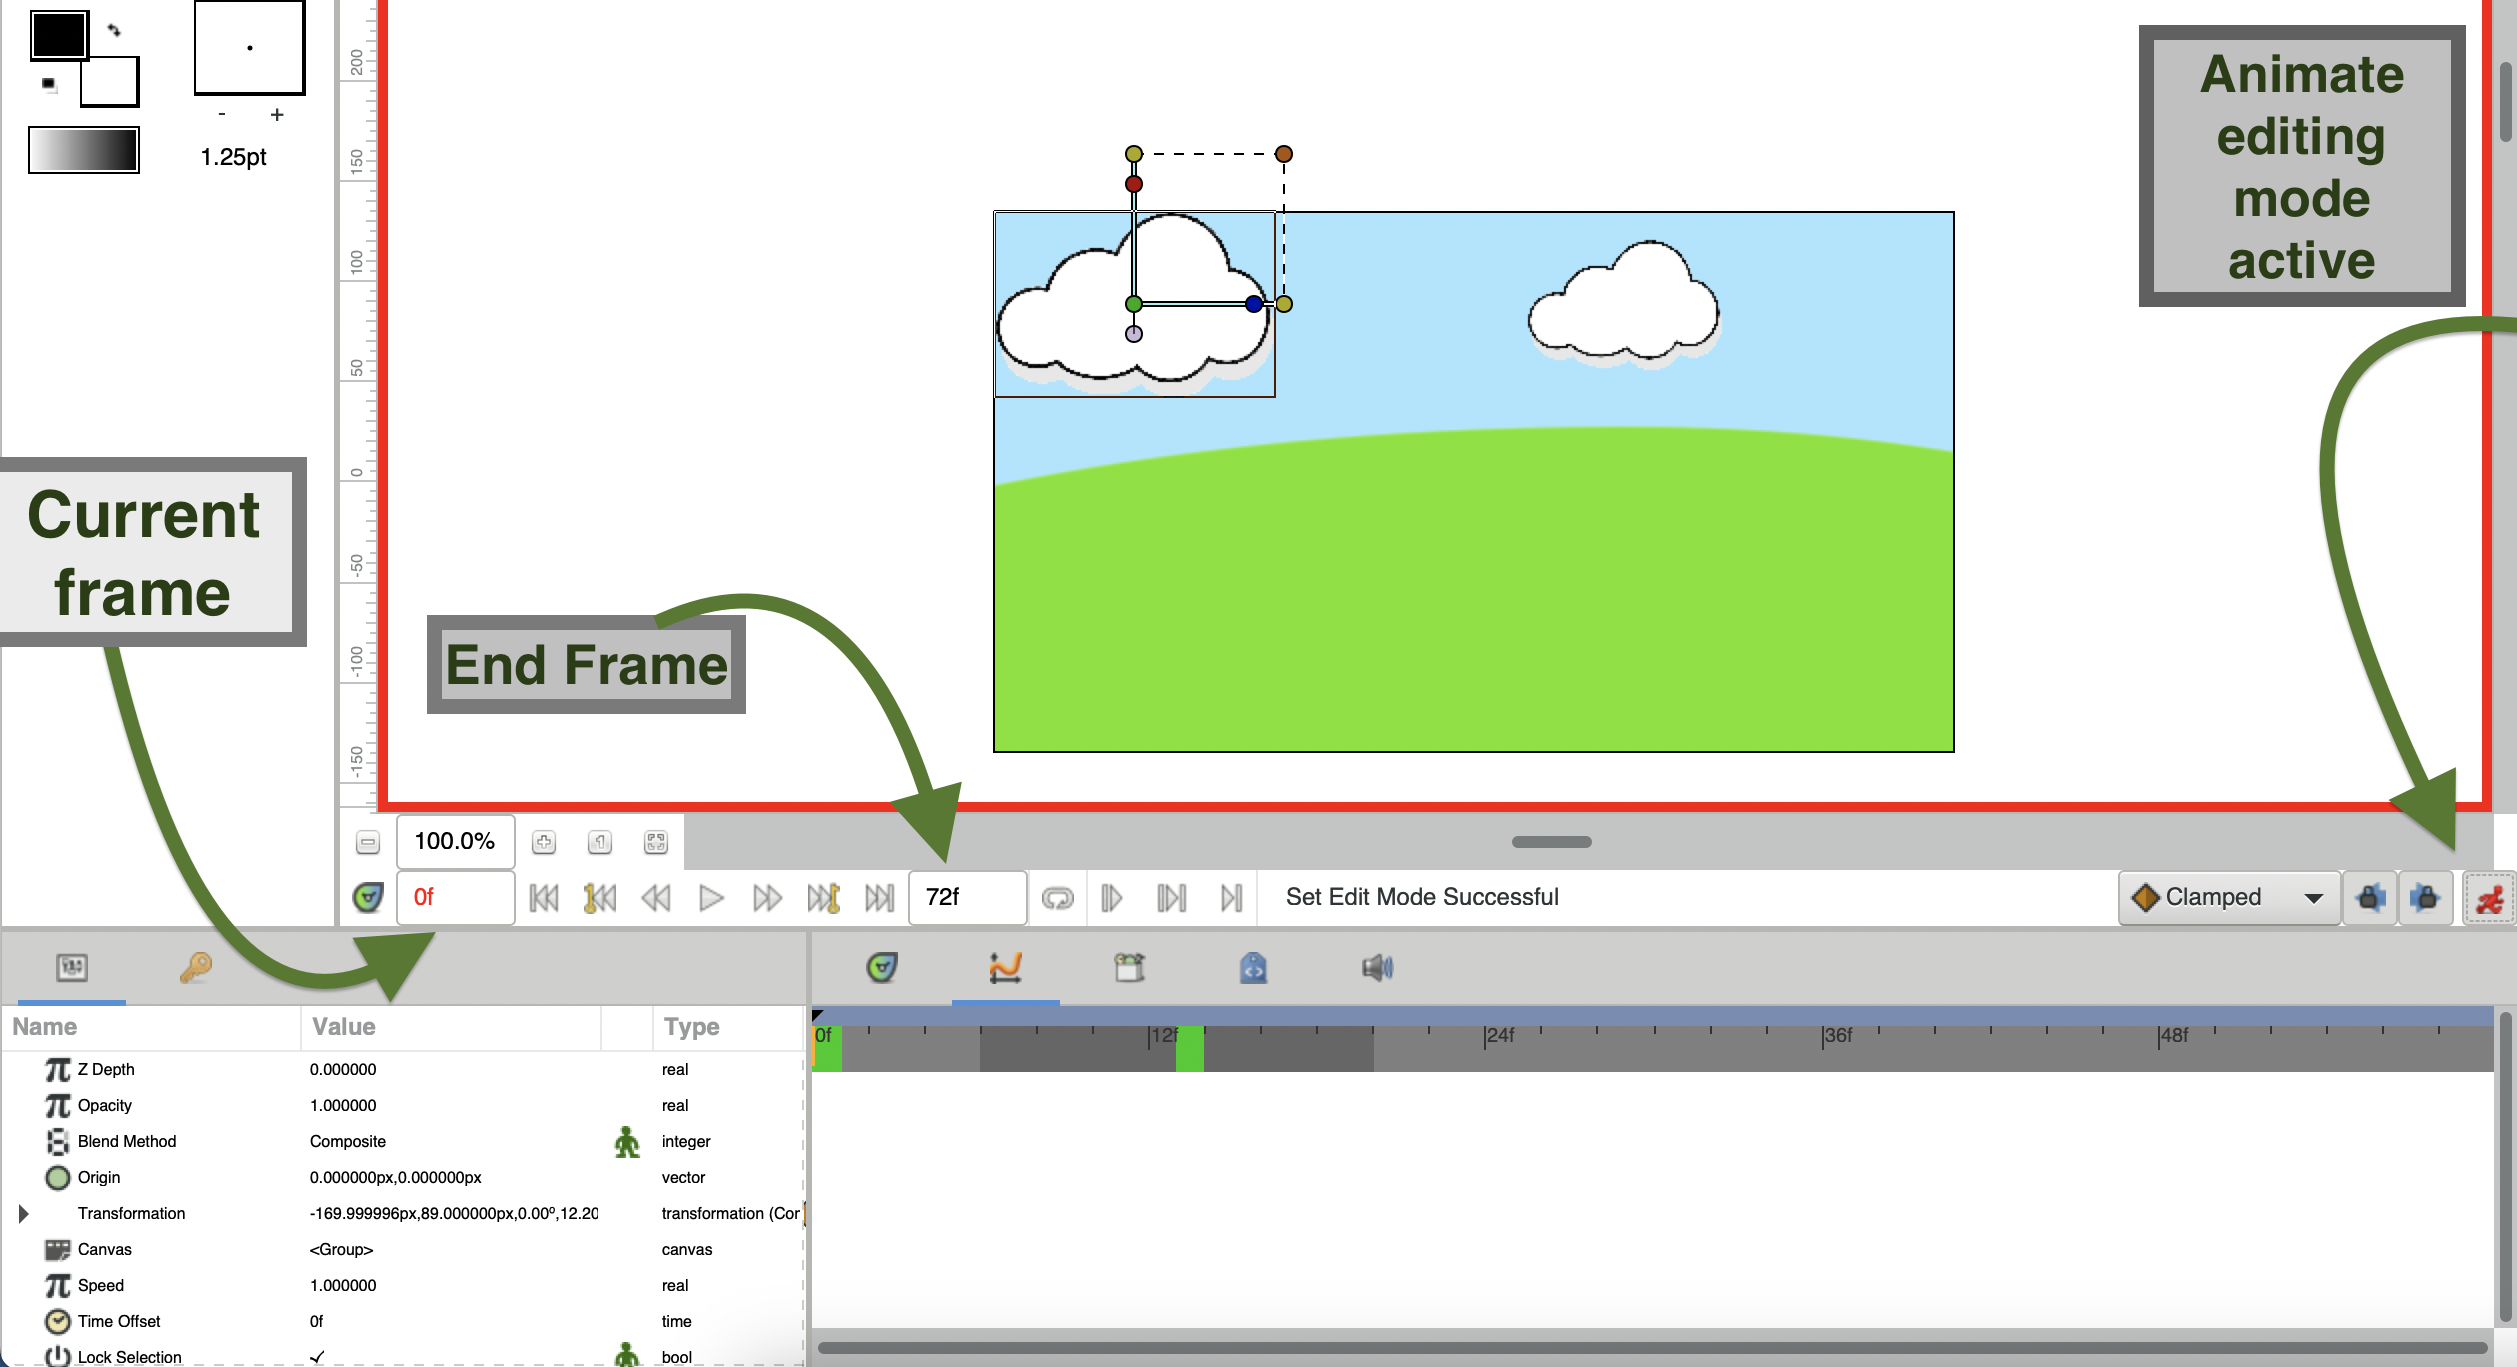 - +
1.25pt
200
150
100
50
0
-50
-100
-150
Animate
editing
mode
active
Current
frame
End Frame
100.0%
0f
72f
Set Edit Mode Successful
Clamped
Name Value Type
Z Depth 0.000000 real
Opacity 1.000000 real
Blend Method Composite integer
Origin 0.000000px,0.000000px vector
Transformation -169.999996px,89.000000px,0.00º,12.20 transformation (Cor
Canvas <Group> canvas
Speed 1.000000 real
Time Offset 0f time
Lock Selection bool
0f 12f 24f 36f 48f